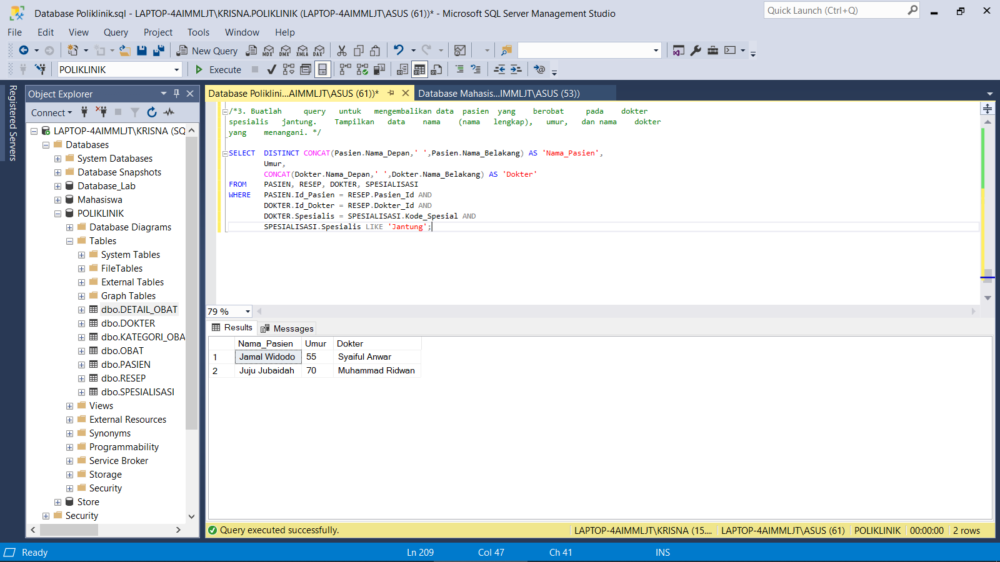 Database Poliklinik.sql - LAPTOP-4AIMMLJT\KRISNA.POLIKLINIK (LAPTOP-4AIMMLJT\ASUS (61))* - Microsoft SQL Server Management Studio
Quick Launch (Ctrl+Q)
File Edit View Query Project Tools Window Help
New Query MDX DMX XMLA DAX
POLIKLINIK Execute
Registered Servers
Object Explorer
Connect
LAPTOP-4AIMMLJT\KRISNA (SQ
Databases
System Databases
Database Snapshots
Database_Lab
Mahasiswa
POLIKLINIK
Database Diagrams
Tables
System Tables
FileTables
External Tables
Graph Tables
dbo.DETAIL_OBAT
dbo.DOKTER
dbo.KATEGORI_OBA
dbo.OBAT
dbo.PASIEN
dbo.RESEP
dbo.SPESIALISASI
Views
External Resources
Synonyms
Programmability
Service Broker
Storage
Security
Store
Security
Database Poliklini...AIMMLJT\ASUS (61))* Database Mahasis...IMMLJT\ASUS (53))
/*3. Buatlah query untuk mengembalikan data pasien yang berobat pada dokter
spesialis jantung. Tampilkan data nama (nama lengkap), umur, dan nama dokter
yang menangani. */
SELECT DISTINCT CONCAT(Pasien.Nama_Depan,' ',Pasien.Nama_Belakang) AS 'Nama_Pasien',
Umur,
CONCAT(Dokter.Nama_Depan,' ',Dokter.Nama_Belakang) AS 'Dokter'
FROM PASIEN, RESEP, DOKTER, SPESIALISASI
WHERE PASIEN.Id_Pasien = RESEP.Pasien_Id AND
DOKTER.Id_Dokter = RESEP.Dokter_Id AND
DOKTER.Spesialis = SPESIALISASI.Kode_Spesial AND
SPESIALISASI.Spesialis LIKE 'Jantung';
79 %
Results Messages
Nama_Pasien Umur Dokter
1 Jamal Widodo 55 Syaiful Anwar
2 Juju Jubaidah 70 Muhammad Ridwan
Query executed successfully. LAPTOP-4AIMMLJT\KRISNA (15.... LAPTOP-4AIMMLJT\ASUS (61) POLIKLINIK 00:00:00 2 rows
Ready Ln 209 Col 47 Ch 41 INS